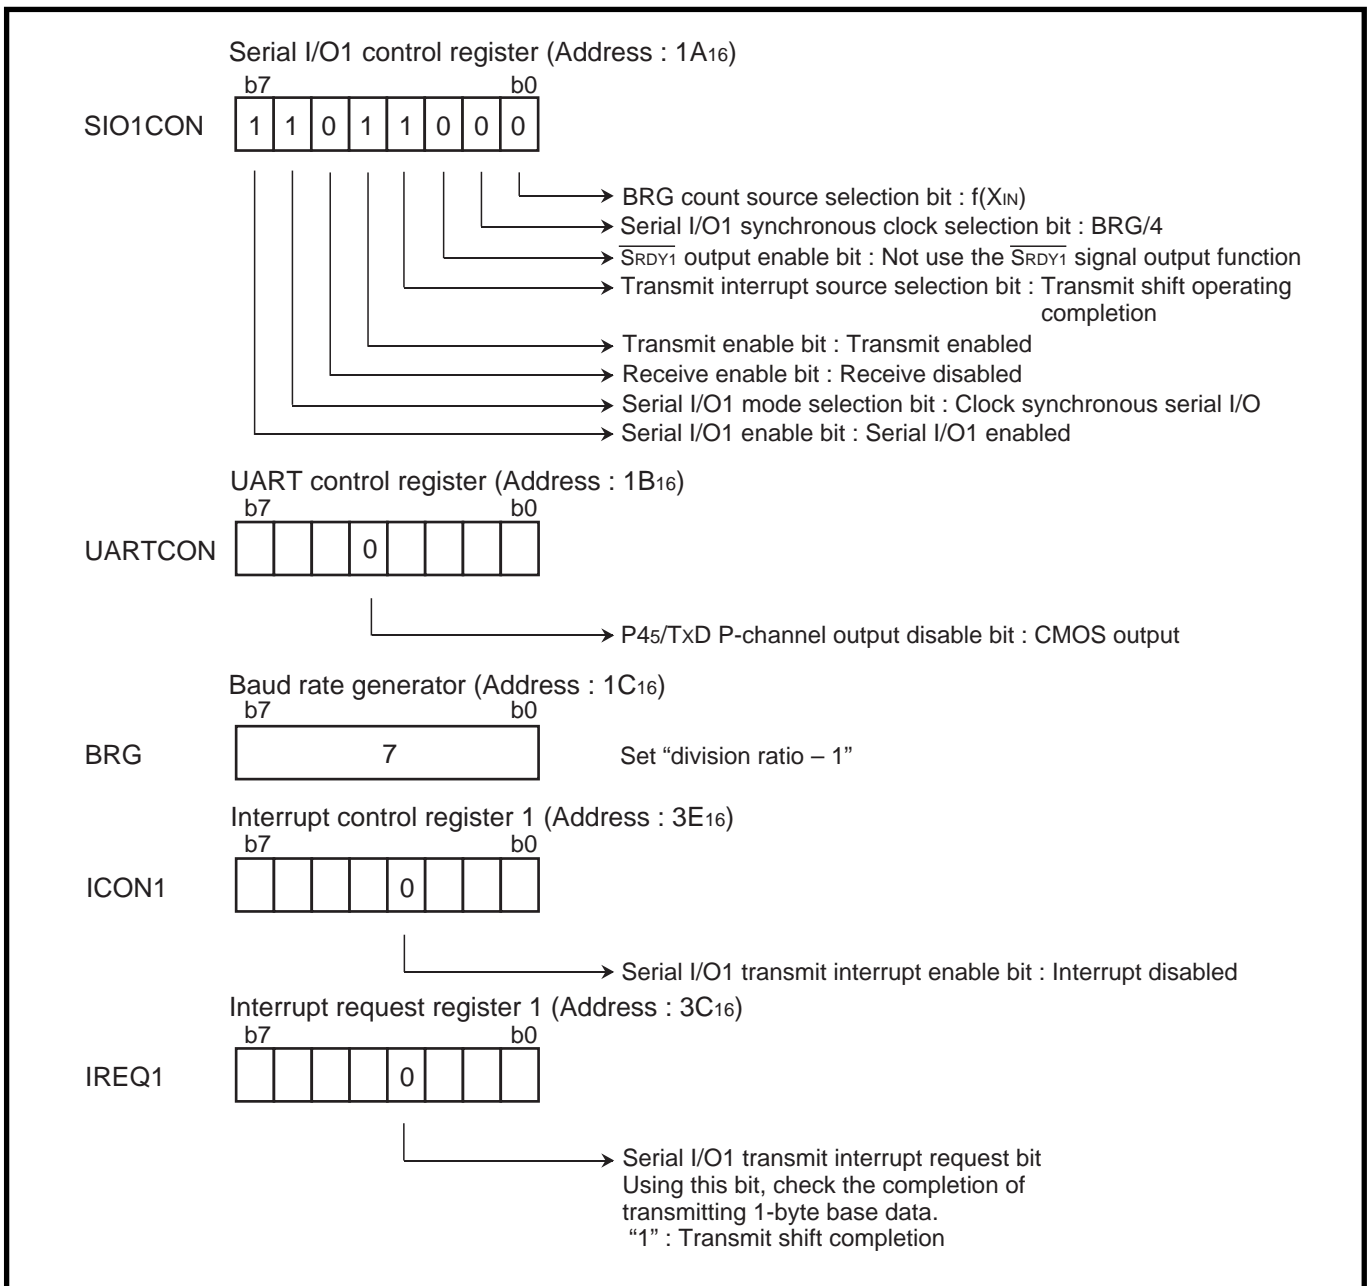 Serial I/O1 control register (Address : 1A16)
b7 b0
SIO1CON 1 1 0 1 1 0 0 0
BRG count source selection bit : f(XIN)
Serial I/O1 synchronous clock selection bit : BRG/4
SRDY1 output enable bit : Not use the SRDY1 signal output function
Transmit interrupt source selection bit : Transmit shift operating
completion
Transmit enable bit : Transmit enabled
Receive enable bit : Receive disabled
Serial I/O1 mode selection bit : Clock synchronous serial I/O
Serial I/O1 enable bit : Serial I/O1 enabled
UART control register (Address : 1B16)
b7 b0
UARTCON 0
P45/TXD P-channel output disable bit : CMOS output
Baud rate generator (Address : 1C16)
b7 b0
BRG 7 Set “division ratio – 1”
Interrupt control register 1 (Address : 3E16)
b7 b0
ICON1 0
Serial I/O1 transmit interrupt enable bit : Interrupt disabled
Interrupt request register 1 (Address : 3C16)
b7 b0
IREQ1 0
Serial I/O1 transmit interrupt request bit
Using this bit, check the completion of
transmitting 1-byte base data.
“1” : Transmit shift completion